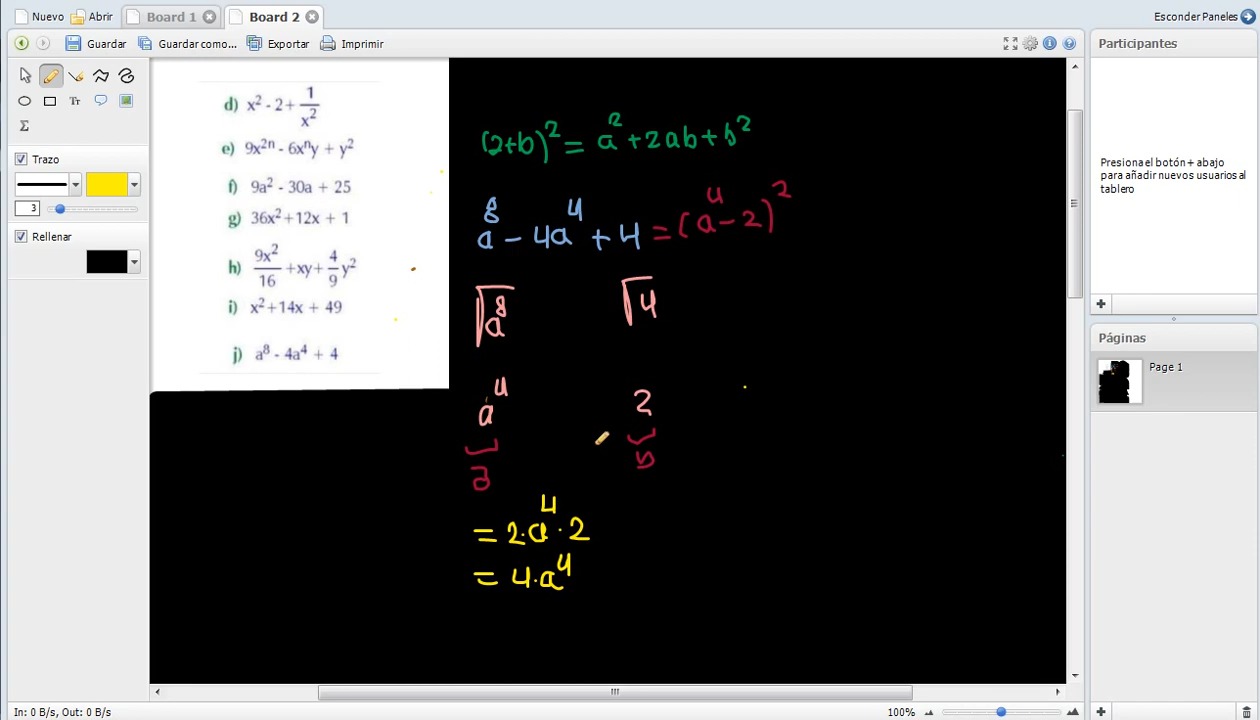 Nuevo Abrir Board 1 Board 2 Esconder Paneles
Guardar Guardar como... Exportar Imprimir
Participantes
Presiona el botón + abajo
para añadir nuevos usuarios al
tablero
Tr
Σ
Trazo
3
Rellenar
d) x² - 2 + 1/x²
e) 9x²ⁿ - 6xⁿy + y²
f) 9a² - 30a + 25
g) 36x² + 12x + 1
h) 9x²/16 + xy + 4/9 y²
i) x² + 14x + 49
j) a⁸ - 4a⁴ + 4
(a+b)² = a² + 2ab + b²
a⁸ - 4a⁴ + 4 = (a⁴ - 2)²
√a⁸ √4
a⁴ 2
a b
= 2·a⁴·2
= 4·a⁴
Páginas
Page 1
In: 0 B/s, Out: 0 B/s 100%